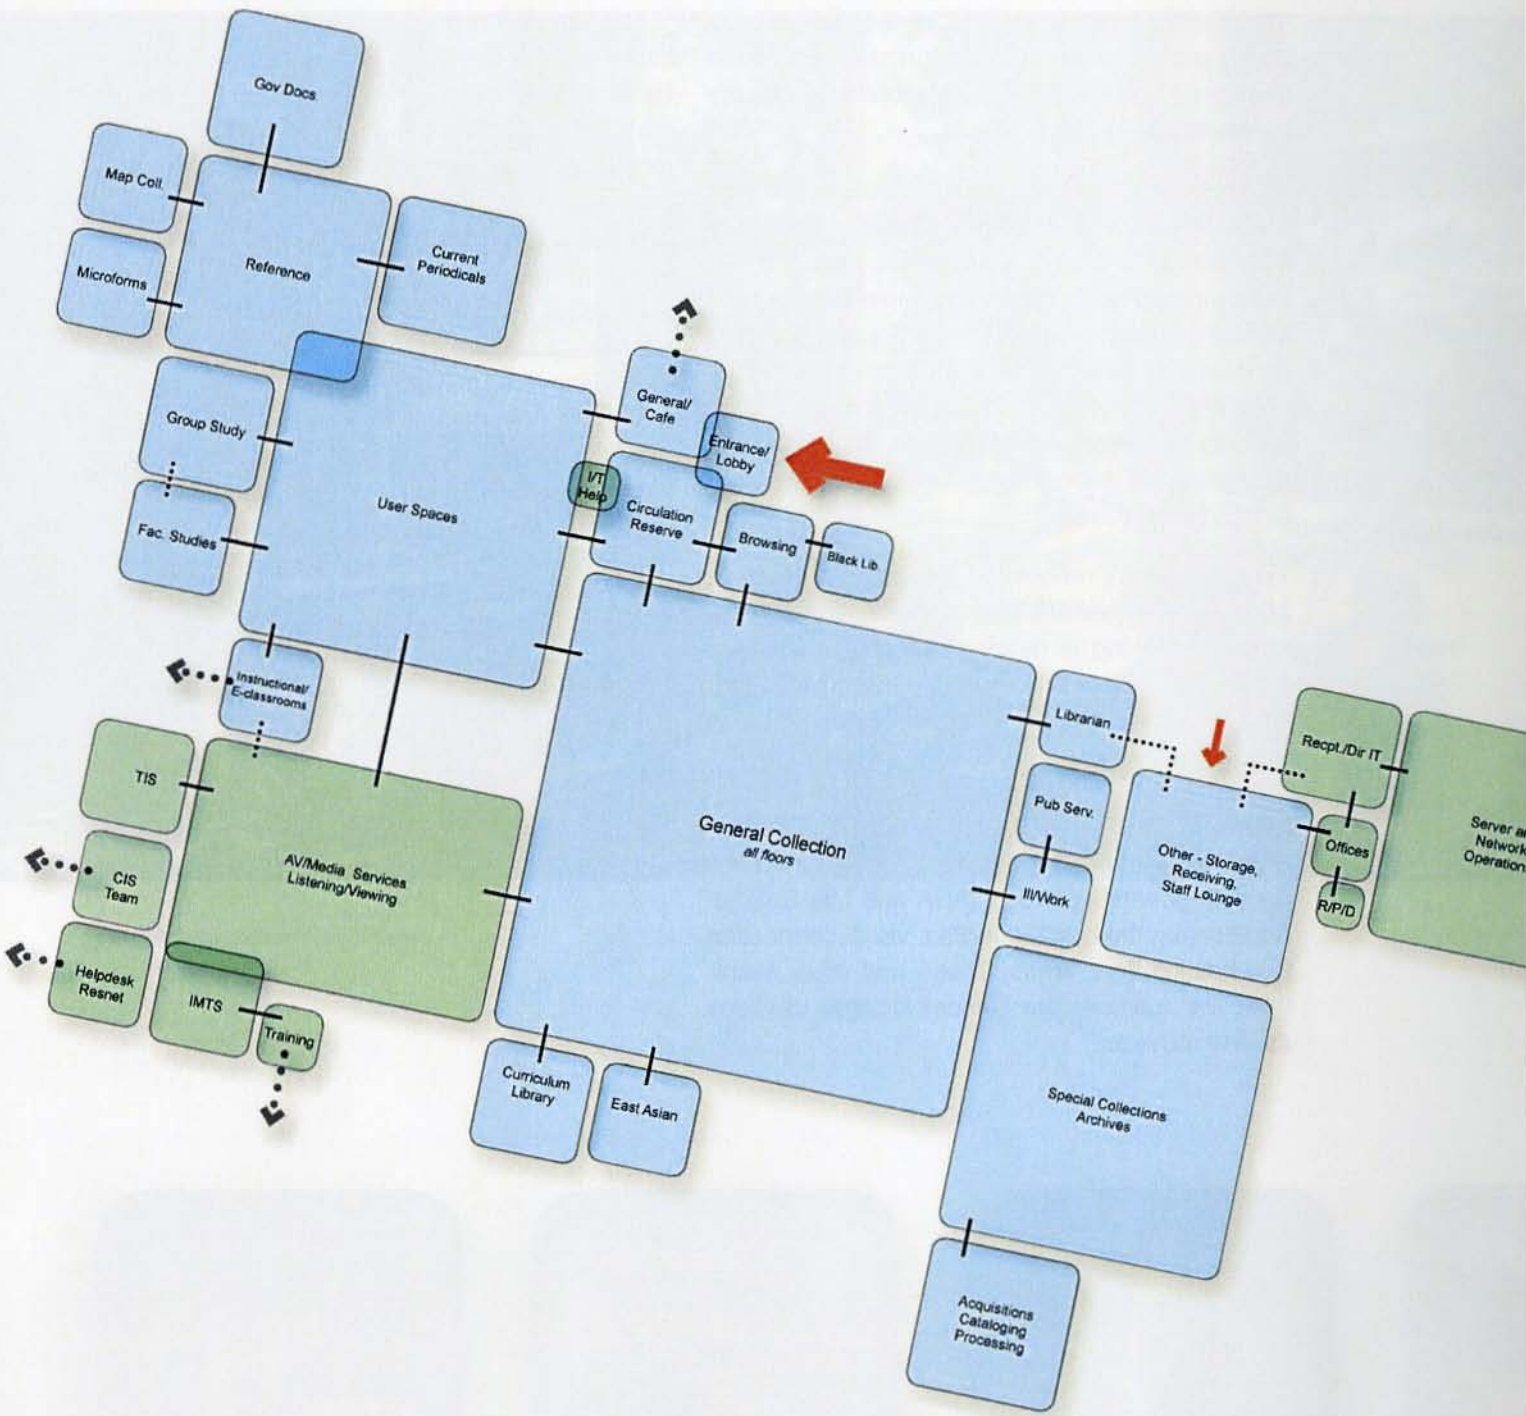 Gov Docs.
Map Coll.
Microforms
Reference
Current
Periodicals
Group Study
Fac. Studies
User Spaces
General/
Cafe
Entrance/
Lobby
I/T
Help
Circulation
Reserve
Browsing
Black Lib.
Instructional/
E-classrooms
TIS
CIS
Team
Helpdesk
Resnet
AV/Media Services
Listening/Viewing
IMTS
Training
General Collection
all floors
Curriculum
Library
East Asian
Librarian
Pub Serv.
Ill/Work
Other - Storage,
Receiving,
Staff Lounge
Recpt./Dir IT
Offices
R/P/D
Server
Network
Operation
Special Collections
Archives
Acquisitions
Cataloging
Processing